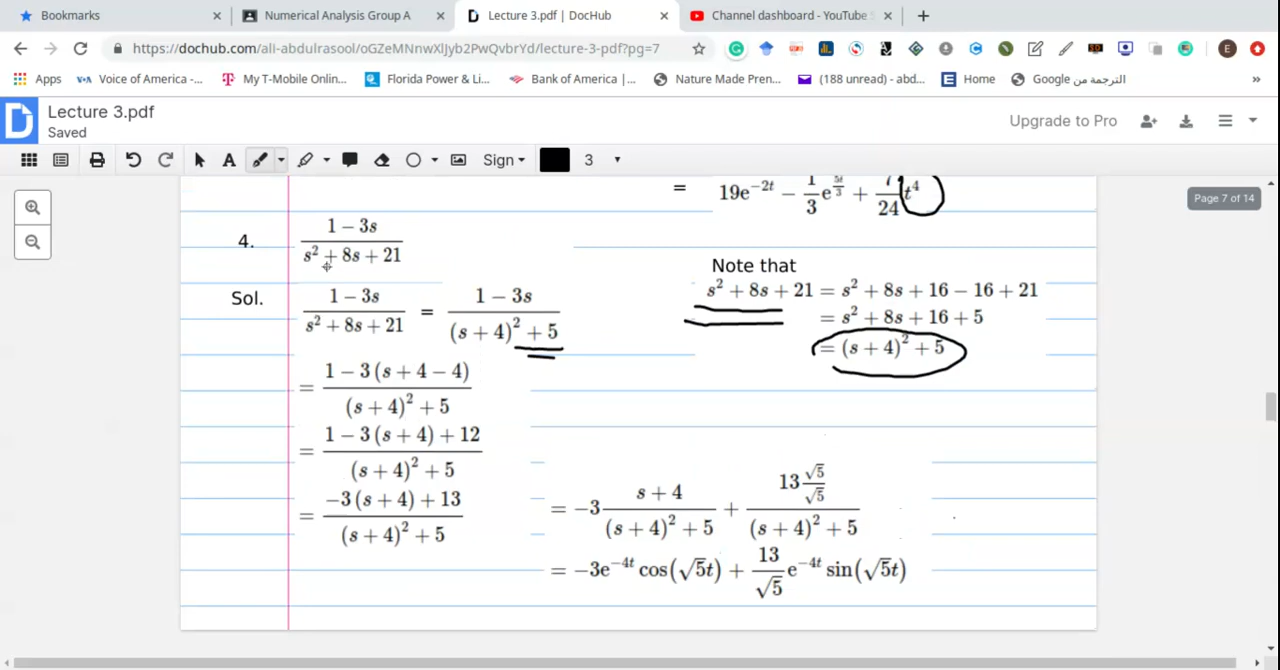 Bookmarks
Numerical Analysis Group A
Lecture 3.pdf | DocHub
Channel dashboard - YouTube
https://dochub.com/ali-abdulrasool/oGZeMNnwXlJyb2PwQvbrYd/lecture-3-pdf?pg=7
E
Apps Voice of America -... My T-Mobile Onlin... Florida Power & Li... Bank of America |... Nature Made Pren... (188 unread) - abd... Home الترجمة من Google »
Lecture 3.pdf
Saved
Upgrade to Pro
A Sign 3
Page 7 of 14
= 19e^{-2t} − 1/3 e^{5t/3} + 7/24 t^4
4. (1 − 3s)/(s² + 8s + 21)
Note that
s² + 8s + 21 = s² + 8s + 16 − 16 + 21
= s² + 8s + 16 + 5
= (s + 4)² + 5
Sol. (1 − 3s)/(s² + 8s + 21) = (1 − 3s)/((s + 4)² + 5)
= (1 − 3(s + 4 − 4))/((s + 4)² + 5)
= (1 − 3(s + 4) + 12)/((s + 4)² + 5)
= (−3(s + 4) + 13)/((s + 4)² + 5)
= −3 (s + 4)/((s + 4)² + 5) + (13 √5/√5)/((s + 4)² + 5)
= −3e^{−4t} cos(√5t) + 13/√5 e^{−4t} sin(√5t)